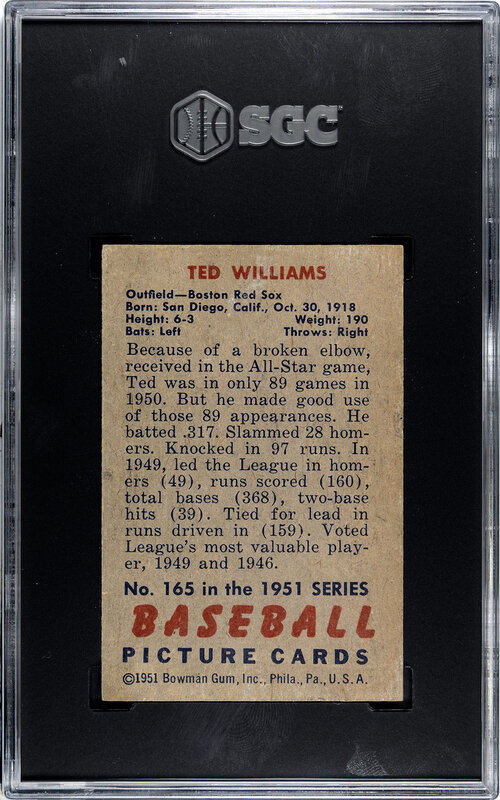 SGC
TED WILLIAMS
Outfield—Boston Red Sox
Born: San Diego, Calif., Oct. 30, 1918
Height: 6-3 Weight: 190
Bats: Left Throws: Right
Because of a broken elbow,
received in the All-Star game,
Ted was in only 89 games in
1950. But he made good use
of those 89 appearances. He
batted .317. Slammed 28 hom-
ers. Knocked in 97 runs. In
1949, led the League in hom-
ers (49), runs scored (160),
total bases (368), two-base
hits (39). Tied for lead in
runs driven in (159). Voted
League's most valuable play-
er, 1949 and 1946.
No. 165 in the 1951 SERIES
BASEBALL
PICTURE CARDS
©1951 Bowman Gum, Inc., Phila., Pa., U. S. A.